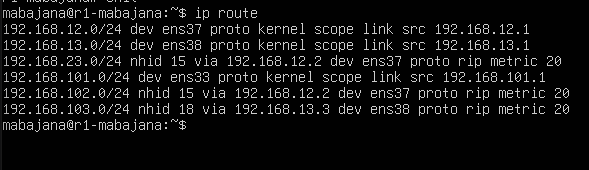 mabajana@r1-mabajana:~$ ip route
192.168.12.0/24 dev ens37 proto kernel scope link src 192.168.12.1
192.168.13.0/24 dev ens38 proto kernel scope link src 192.168.13.1
192.168.23.0/24 nhid 15 via 192.168.12.2 dev ens37 proto rip metric 20
192.168.101.0/24 dev ens33 proto kernel scope link src 192.168.101.1
192.168.102.0/24 nhid 15 via 192.168.12.2 dev ens37 proto rip metric 20
192.168.103.0/24 nhid 18 via 192.168.13.3 dev ens38 proto rip metric 20
mabajana@r1-mabajana:~$